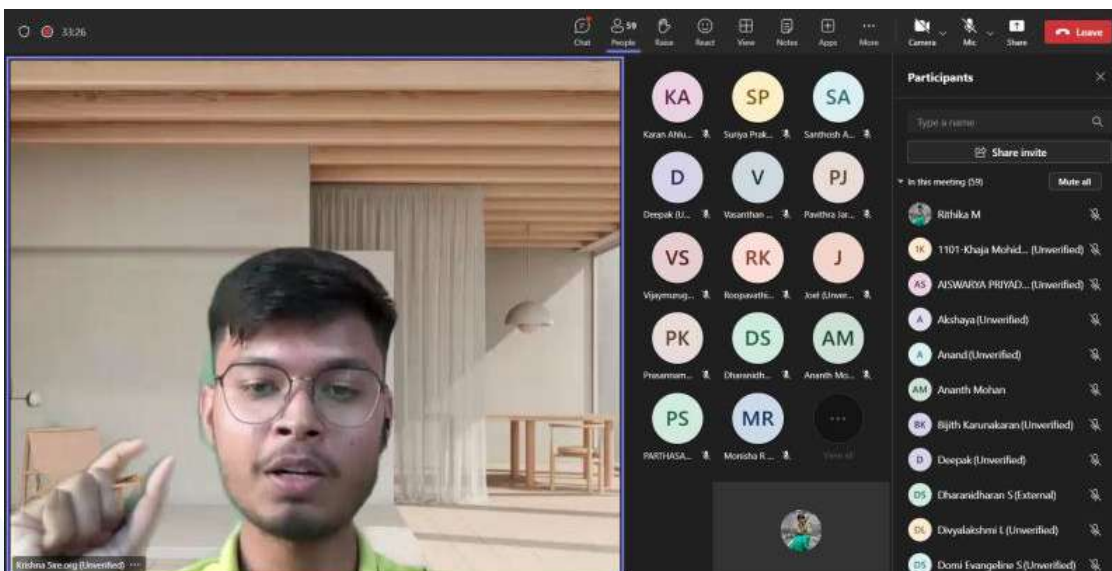 33:26
59
Chat People Raise React View Notes Apps More Camera Mic Share Leave
KA SP SA
Karan Ahlu... Suriya Prak... Santhosh A...
D V PJ
Deepak (U... Vasanthan ... Pavithra Jar...
VS RK J
Vijaymurug... Roopavathi... Joel (Unver...
PK DS AM
Prasannam... Dharanidh... Ananth Mo...
PS MR ...
PARTHASA... Monisha R ... View all
Krishna Sire.org (Unverified) ...
Participants
Type a name
Share invite
In this meeting (59) Mute all
Rithika M
1K 1101-Khaja Mohid... (Unverified)
AS AISWARYA PRIYAD... (Unverified)
A Akshaya (Unverified)
A Anand (Unverified)
AM Ananth Mohan
BK Bijith Karunakaran (Unverified)
D Deepak (Unverified)
DS Dharanidharan S (External)
DL Divyalakshmi L (Unverified)
DS Domi Evangeline S (Unverified)